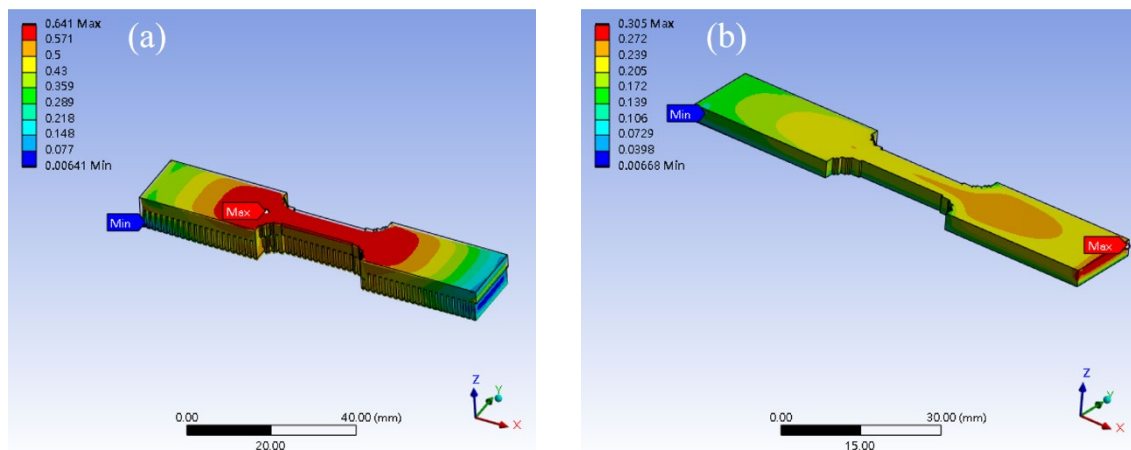 (a)
0.641 Max
0.571
0.5
0.43
0.359
0.289
0.218
0.148
0.077
0.00641 Min
Max
Min
Z
Y
X
0.00
40.00 (mm)
20.00
(b)
0.305 Max
0.272
0.239
0.205
0.172
0.139
0.106
0.0729
0.0398
0.00668 Min
Min
Max
Z
Y
X
0.00
30.00 (mm)
15.00